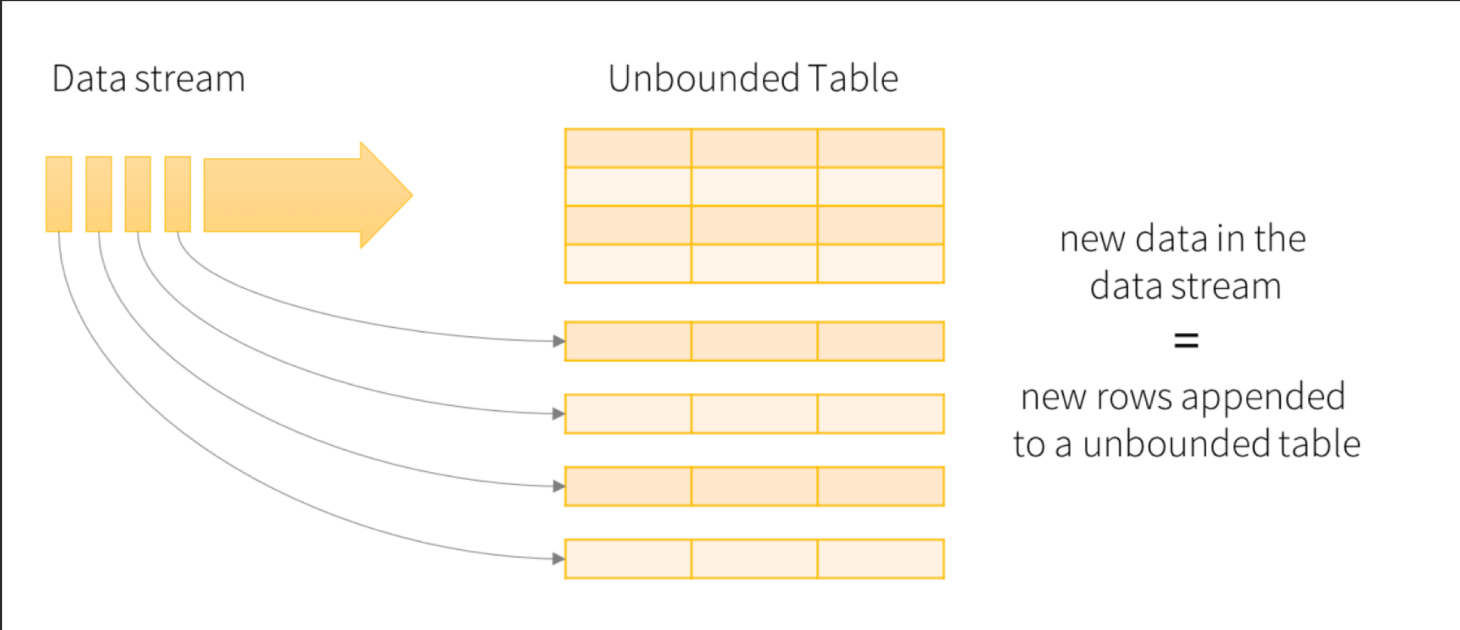 Data stream
Unbounded Table
new data in the
data stream
=
new rows appended
to a unbounded table